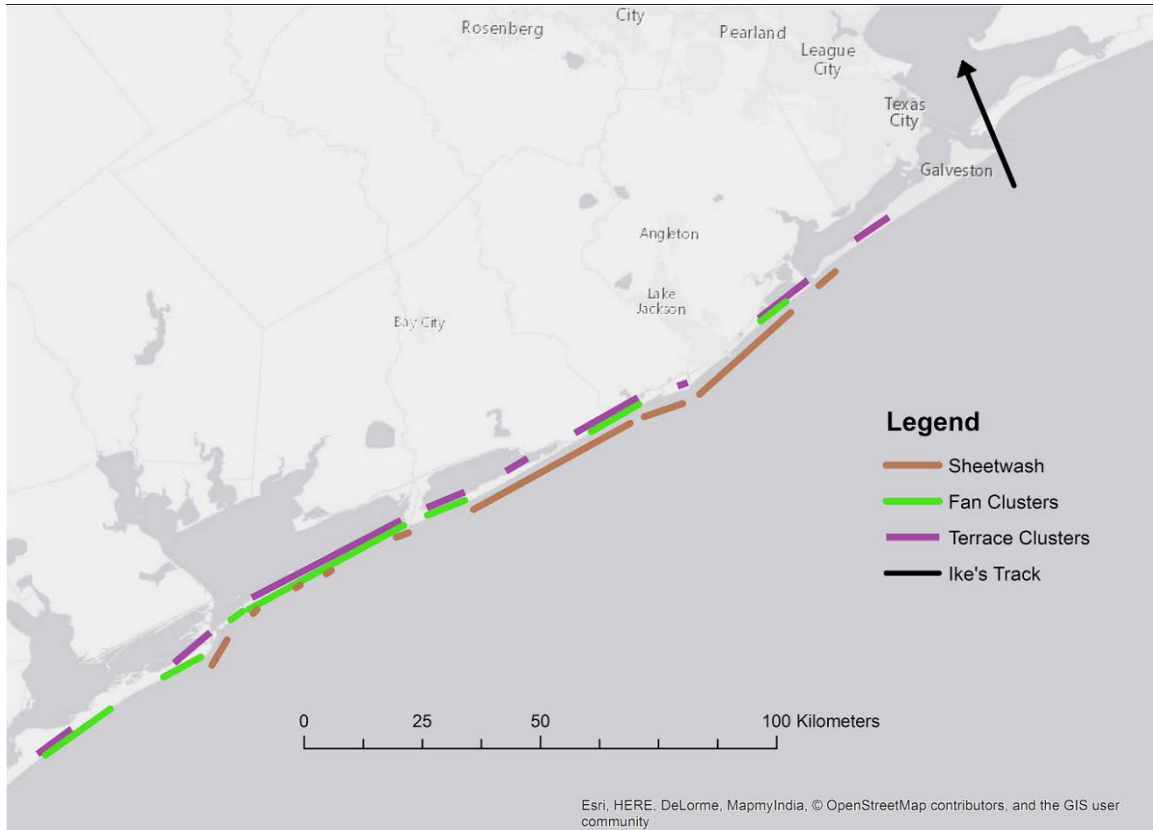 City
Rosenberg
Pearland
League
City
Texas
City
Galveston
Angleton
Lake
Jackson
Bay City
Legend
Sheetwash
Fan Clusters
Terrace Clusters
Ike's Track
0 25 50 100 Kilometers
Esri, HERE, DeLorme, MapmyIndia, © OpenStreetMap contributors, and the GIS user
community